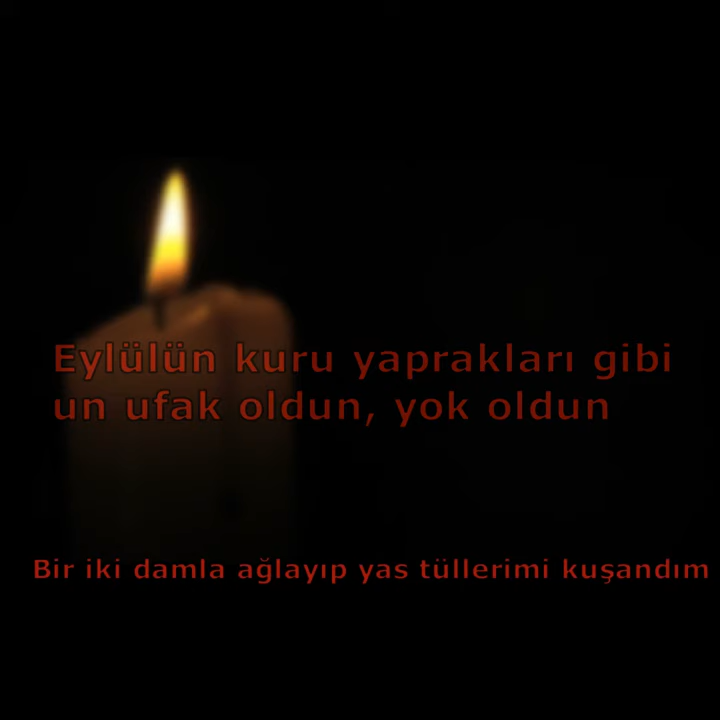 Eylülün kuru yaprakları gibi
un ufak oldun, yok oldun
Bir iki damla ağlayıp yas tüllerimi kuşandım